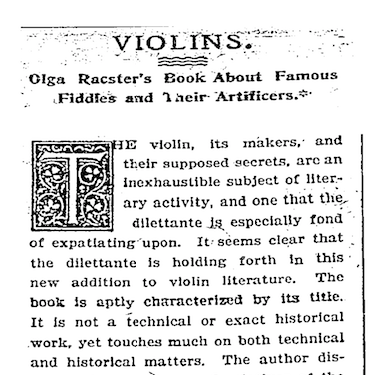 VIOLINS.
Olga Racster's Book About Famous
Fiddles and Their Artificers.*
THE violin, its makers, and
their supposed secrets, are an
inexhaustible subject of liter-
ary activity, and one that the
dilettante is especially fond
of expatiating upon. It seems clear that
the dilettante is holding forth in this
new addition to violin literature. The
book is aptly characterized by its title.
It is not a technical or exact historical
work, yet touches much on both technical
and historical matters. The author dis-